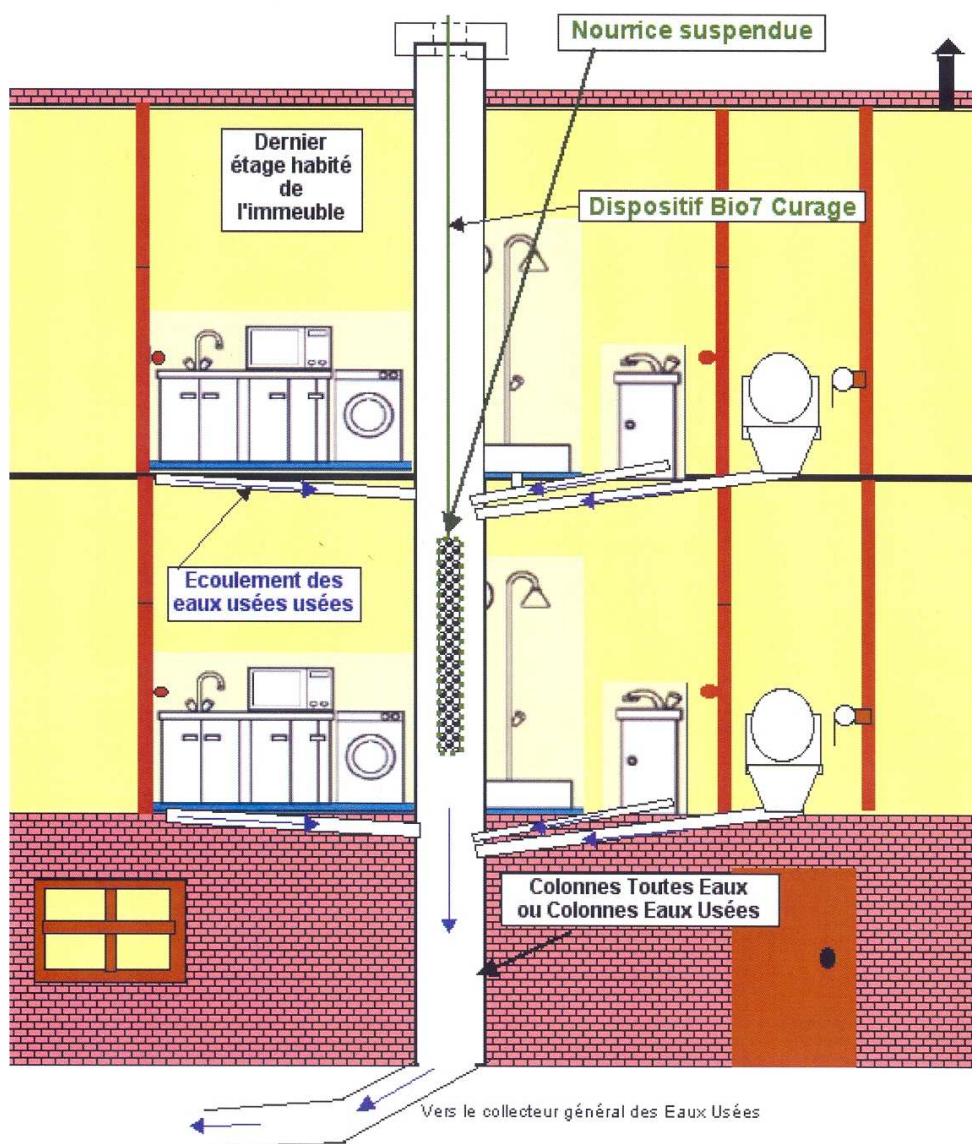 Nourrice suspendue
Dernier
étage habité
de
l'immeuble
Dispositif Bio7 Curage
Ecoulement des
eaux usées usées
Colonnes Toutes Eaux
ou Colonnes Eaux Usées
Vers le collecteur général des Eaux Usées